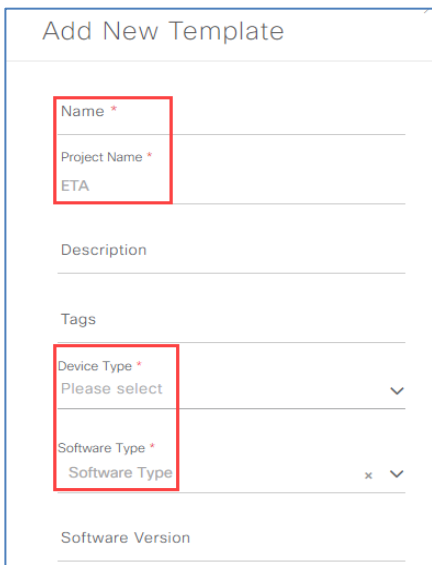 Add New Template
Name *
Project Name *
ETA
Description
Tags
Device Type *
Please select
Software Type *
Software Type ×
Software Version